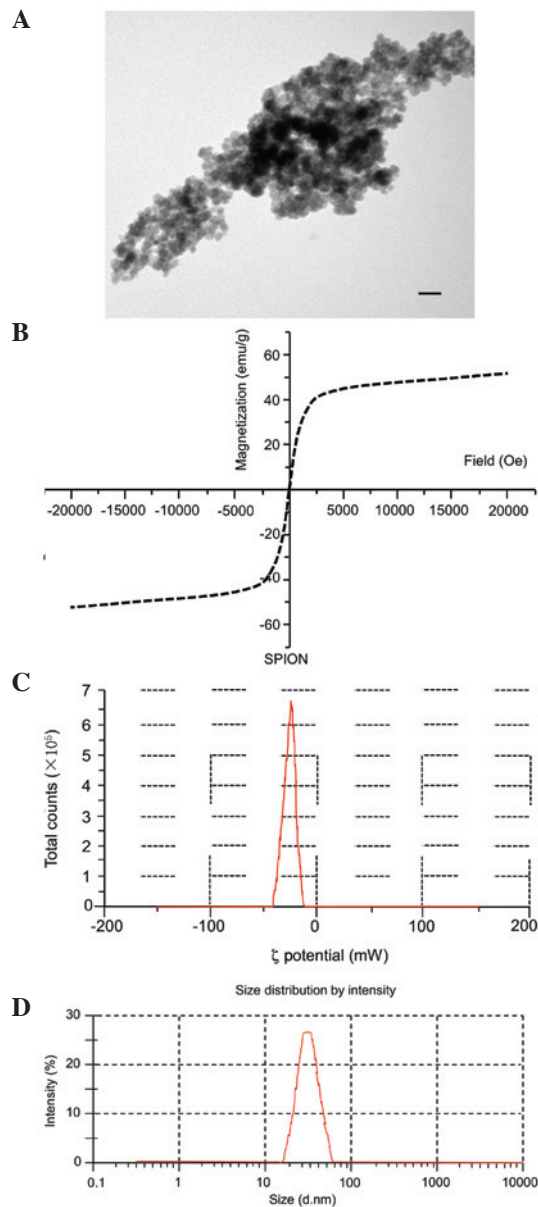 A
B
Magnetization (emu/g)
60
40
20
Field (Oe)
-20000 -15000 -10000 -5000 5000 10000 15000 20000
-20
-40
-60
SPION
C
Total counts (×10⁵)
7
6
5
4
3
2
1
0
-200 -100 0 100 200
ζ potential (mW)
D
Size distribution by intensity
Intensity (%)
30
20
10
0
0.1 1 10 100 1000 10000
Size (d.nm)